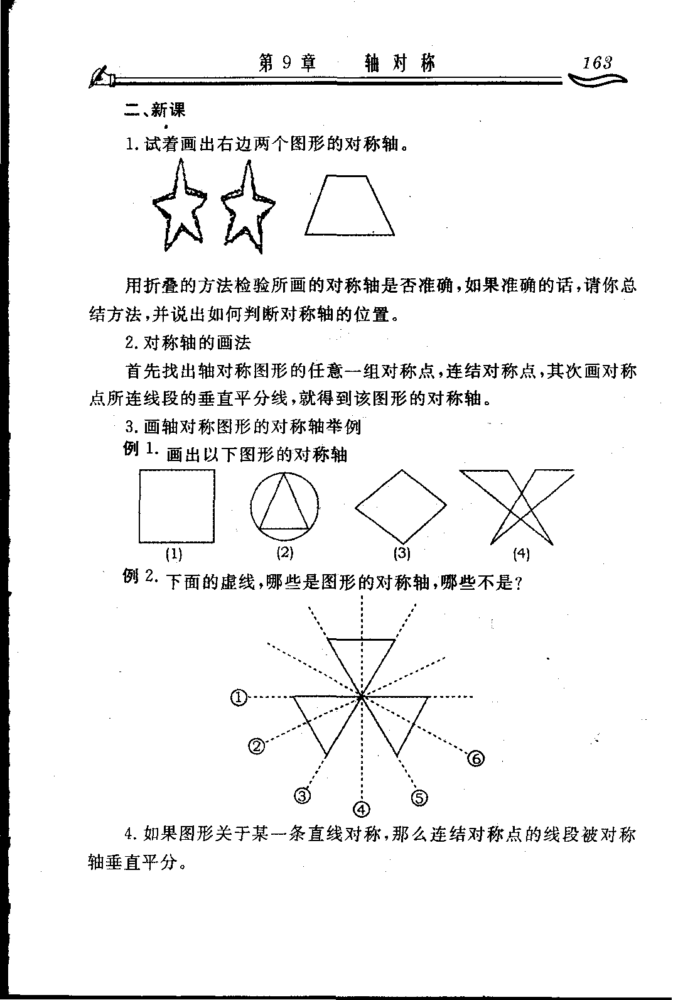 第 9 章 轴 对 称 163
二、新课
1. 试着画出右边两个图形的对称轴。
用折叠的方法检验所画的对称轴是否准确,如果准确的话,请你总
结方法,并说出如何判断对称轴的位置。
2. 对称轴的画法
首先找出轴对称图形的任意一组对称点,连结对称点,其次画对称
点所连线段的垂直平分线,就得到该图形的对称轴。
3. 画轴对称图形的对称轴举例
例 1. 画出以下图形的对称轴
(1) (2) (3) (4)
例 2. 下面的虚线,哪些是图形的对称轴,哪些不是?
①
②
⑥
③
⑤
④
4. 如果图形关于某一条直线对称,那么连结对称点的线段被对称
轴垂直平分。